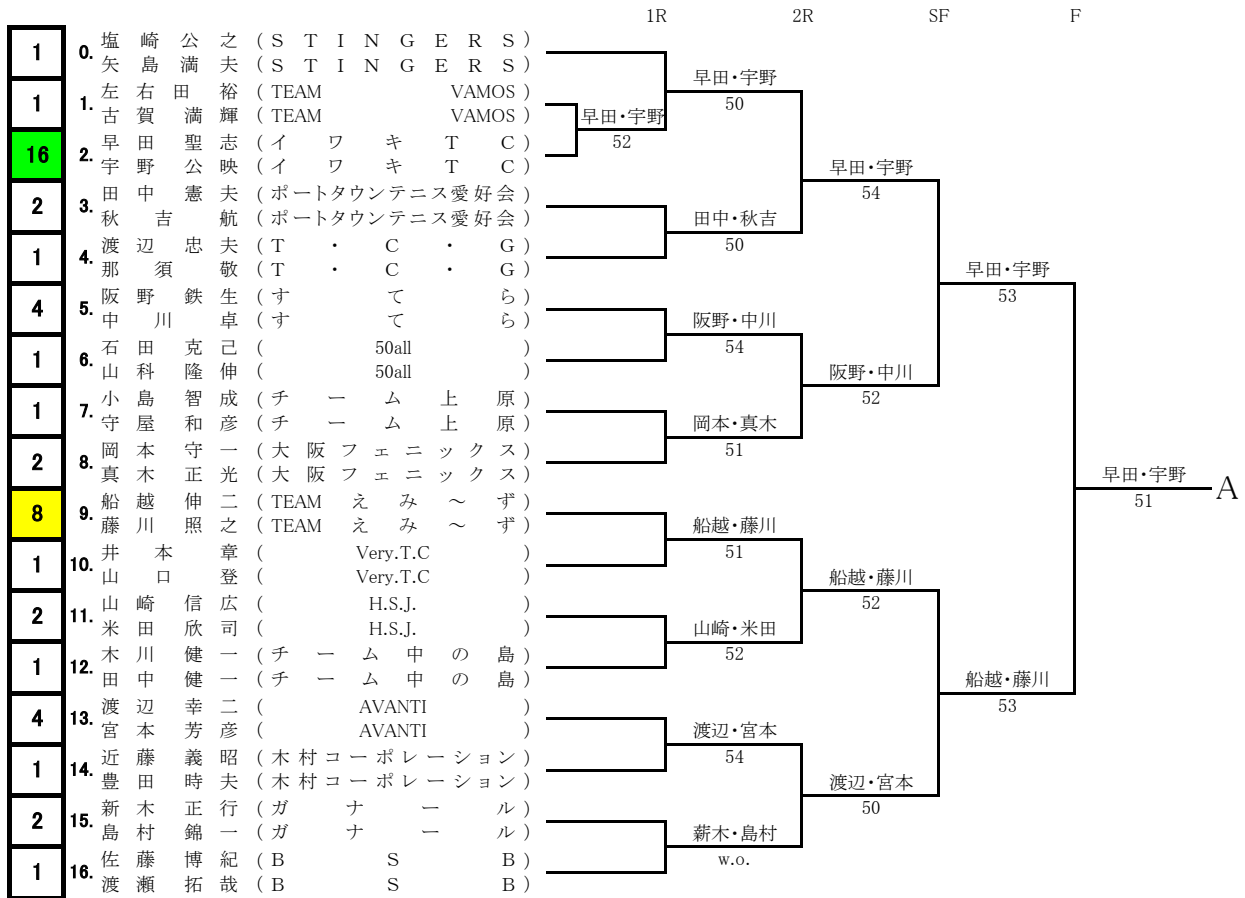 1R 2R SF F
1 0. 塩崎公之 (STINGERS)
矢島満夫 (STINGERS)
1 1. 左右田裕 (TEAM VAMOS)
古賀満輝 (TEAM VAMOS)
16 2. 早田聖志 (イワキTC)
宇野公映 (イワキTC)
2 3. 田中憲夫 (ポートタウンテニス愛好会)
秋吉航 (ポートタウンテニス愛好会)
1 4. 渡辺忠夫 (T・C・G)
那須敬 (T・C・G)
4 5. 阪野鉄生 (すてら)
中川卓 (すてら)
1 6. 石田克己 (50all)
山科隆伸 (50all)
1 7. 小島智成 (チーム上原)
守屋和彦 (チーム上原)
2 8. 岡本守一 (大阪フェニックス)
真木正光 (大阪フェニックス)
8 9. 船越伸二 (TEAMえみ～ず)
藤川照之 (TEAMえみ～ず)
1 10. 井本章 (Very.T.C)
山口登 (Very.T.C)
2 11. 山崎信広 (H.S.J.)
米田欣司 (H.S.J.)
1 12. 木川健一 (チーム中の島)
田中健一 (チーム中の島)
4 13. 渡辺幸二 (AVANTI)
宮本芳彦 (AVANTI)
1 14. 近藤義昭 (木村コーポレーション)
豊田時夫 (木村コーポレーション)
2 15. 新木正行 (ガナール)
島村錦一 (ガナール)
1 16. 佐藤博紀 (BSB)
渡瀬拓哉 (BSB)
早田・宇野
52
早田・宇野
50
田中・秋吉
50
阪野・中川
54
岡本・真木
51
船越・藤川
51
山崎・米田
52
渡辺・宮本
54
薪木・島村
w.o.
早田・宇野
54
阪野・中川
52
船越・藤川
52
渡辺・宮本
50
早田・宇野
53
船越・藤川
53
早田・宇野
51
A